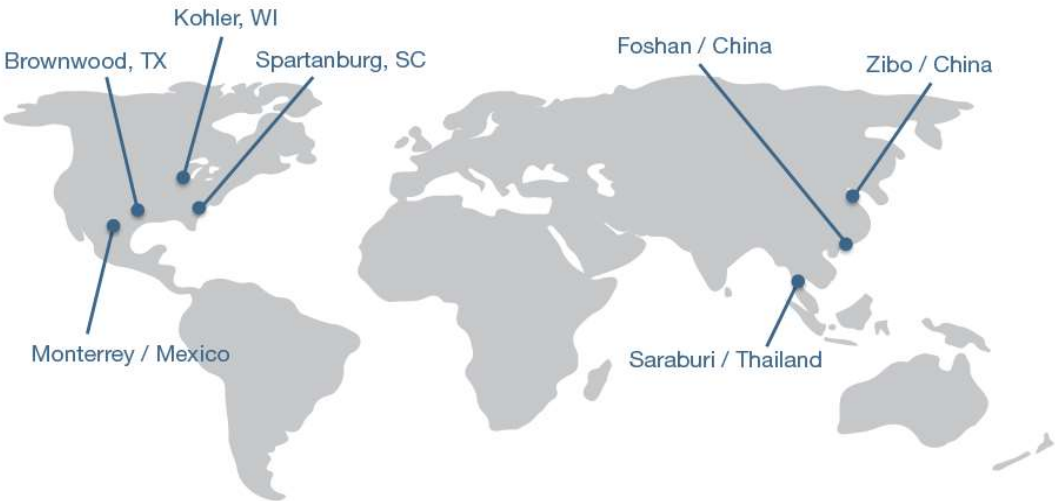 Kohler, WI
Brownwood, TX
Spartanburg, SC
Foshan / China
Zibo / China
Monterrey / Mexico
Saraburi / Thailand